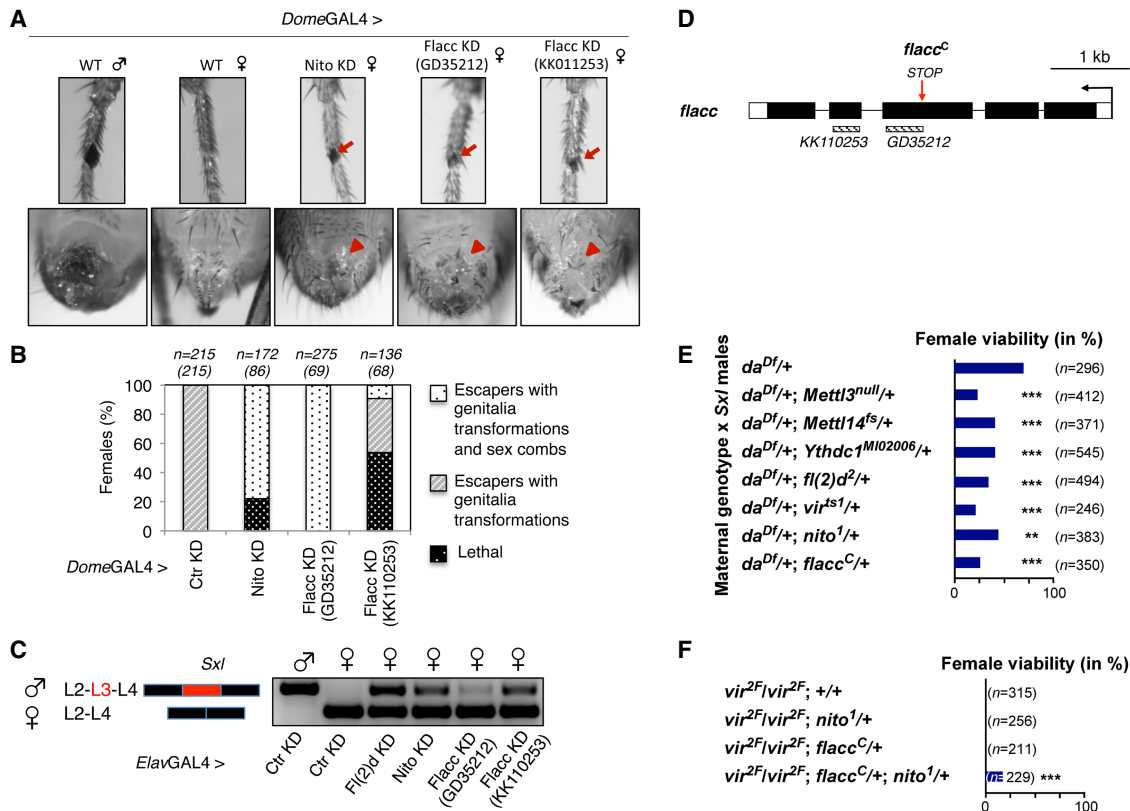 A
DomeGAL4 >
WT ♂
WT ♀
Nito KD ♀
Flacc KD (GD35212) ♀
Flacc KD (KK011253) ♀
B
n=215 (215)
n=172 (86)
n=275 (69)
n=136 (68)
Females (%)
100
80
60
40
20
0
Ctr KD
Nito KD
Flacc KD (GD35212)
Flacc KD (KK110253)
DomeGAL4 >
Escapers with genitalia transformations and sex combs
Escapers with genitalia transformations
Lethal
C
Sxl
♂ L2-L3-L4
♀ L2-L4
♂ ♀ ♀ ♀ ♀ ♀
ElavGAL4 >
Ctr KD
Ctr KD
Fl(2)d KD
Nito KD
Flacc KD (GD35212)
Flacc KD (KK110253)
D
flaccC
STOP
1 kb
flacc
KK110253
GD35212
E
Female viability (in %)
Maternal genotype x Sxl males
daDf/+ (n=296)
daDf/+; Mettl3null/+ *** (n=412)
daDf/+; Mettl14fs/+ *** (n=371)
daDf/+; Ythdc1MI02006/+ *** (n=545)
daDf/+; fl(2)d2/+ *** (n=494)
daDf/+; virts1/+ *** (n=246)
daDf/+; nito1/+ ** (n=383)
daDf/+; flaccC/+ *** (n=350)
0 100
F
Female viability (in %)
vir2F/vir2F; +/+ (n=315)
vir2F/vir2F; nito1/+ (n=256)
vir2F/vir2F; flaccC/+ (n=211)
vir2F/vir2F; flaccC/+; nito1/+ (n= 229) ***
0 100